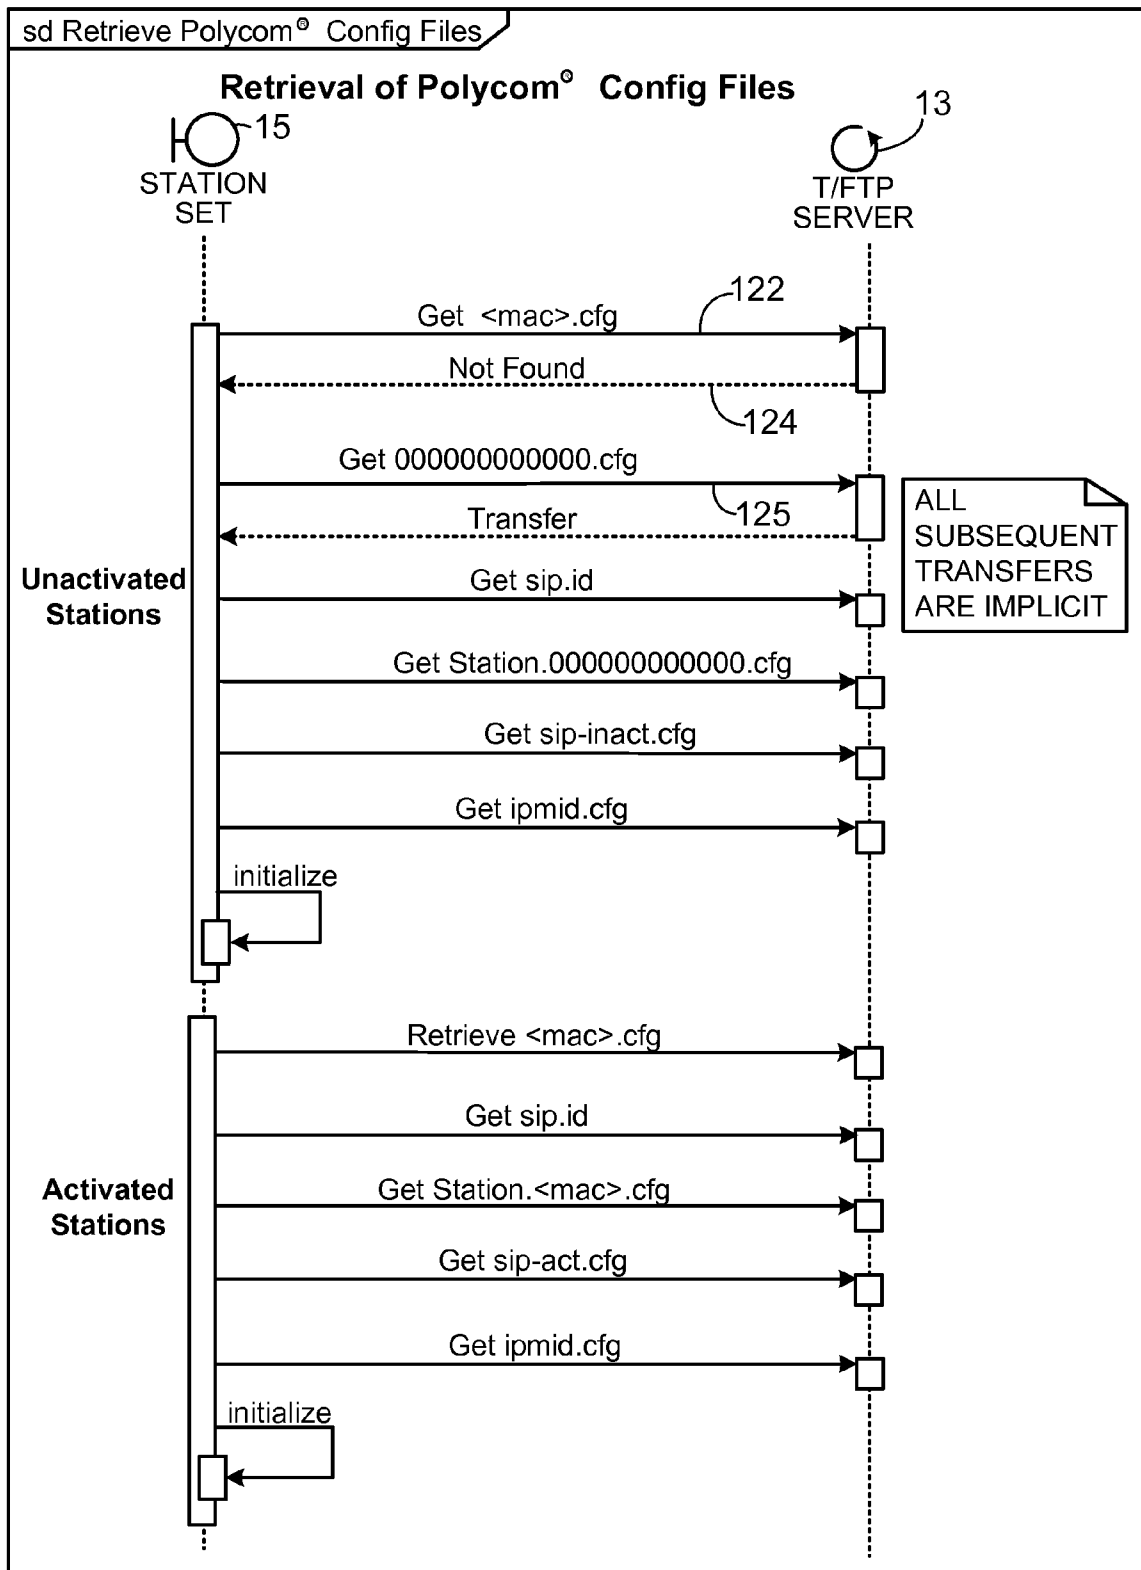 sd Retrieve Polycom® Config Files
Retrieval of Polycom® Config Files
15
13
STATION
SET
T/FTP
SERVER
122
Get <mac>.cfg
Not Found
124
Get 000000000000.cfg
125
Transfer
ALL
SUBSEQUENT
TRANSFERS
ARE IMPLICIT
Unactivated
Stations
Get sip.id
Get Station.000000000000.cfg
Get sip-inact.cfg
Get ipmid.cfg
initialize
Retrieve <mac>.cfg
Get sip.id
Activated
Stations
Get Station.<mac>.cfg
Get sip-act.cfg
Get ipmid.cfg
initialize